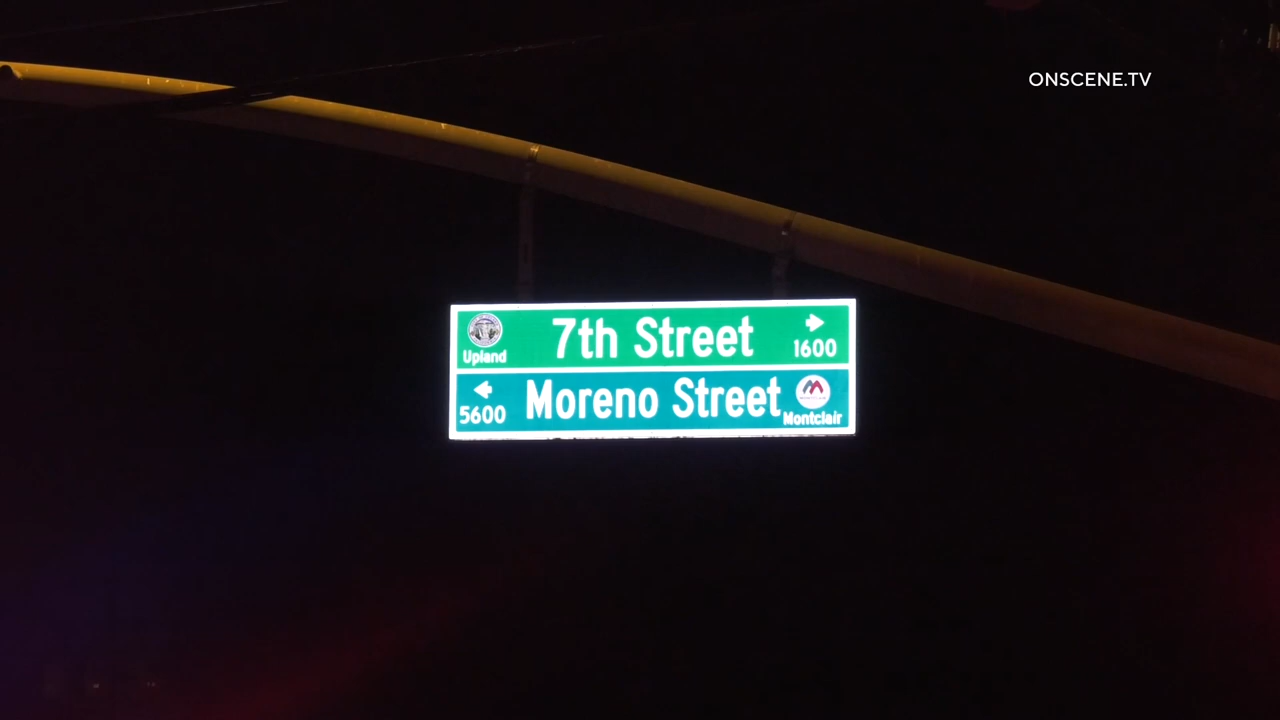 ONSCENE.TV
7th Street
Upland
1600
Moreno Street
5600
Montclair